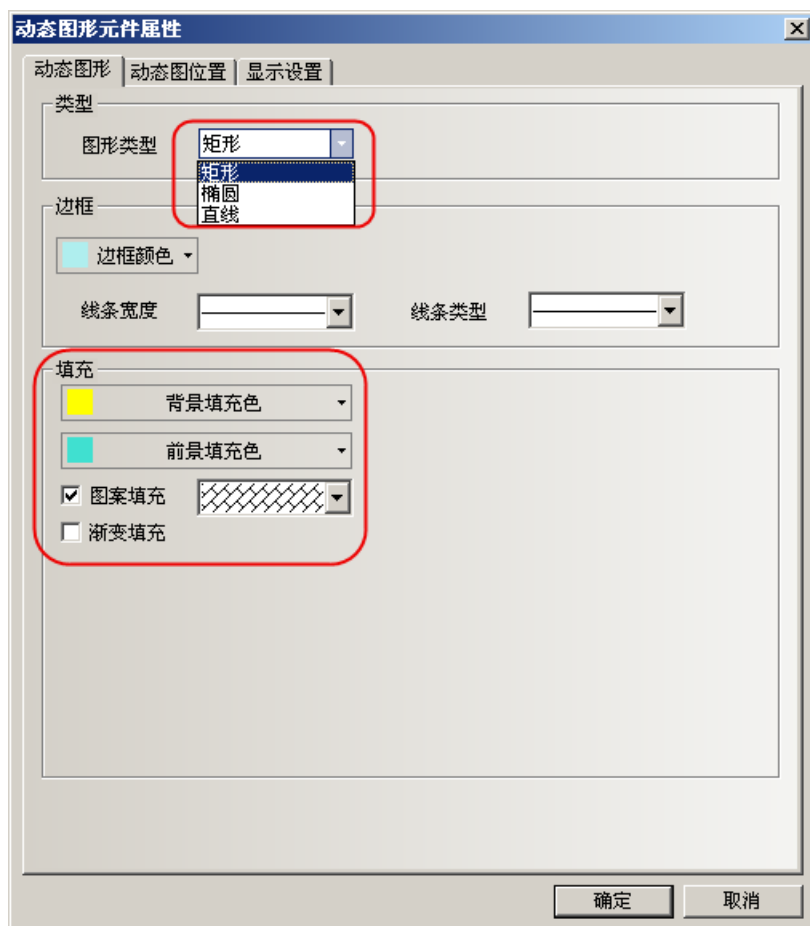 动态图形元件属性
动态图形 动态图位置 显示设置
类型
图形类型 矩形
矩形
椭圆
直线
边框
边框颜色
线条宽度 线条类型
填充
背景填充色
前景填充色
图案填充
渐变填充
确定 取消